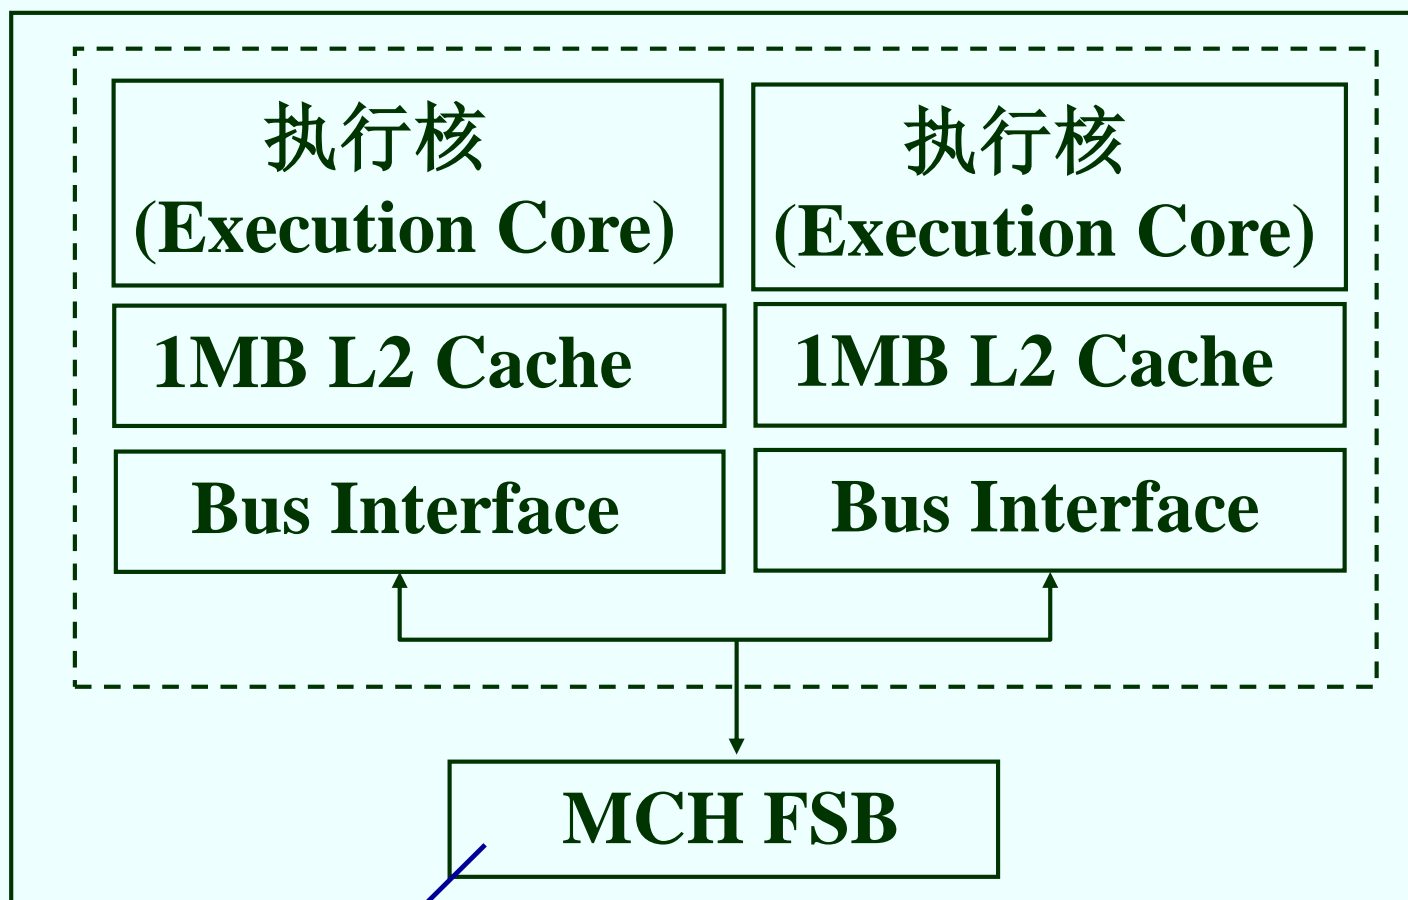 执行核
(Execution Core)
1MB L2 Cache
Bus Interface
执行核
(Execution Core)
1MB L2 Cache
Bus Interface
MCH FSB